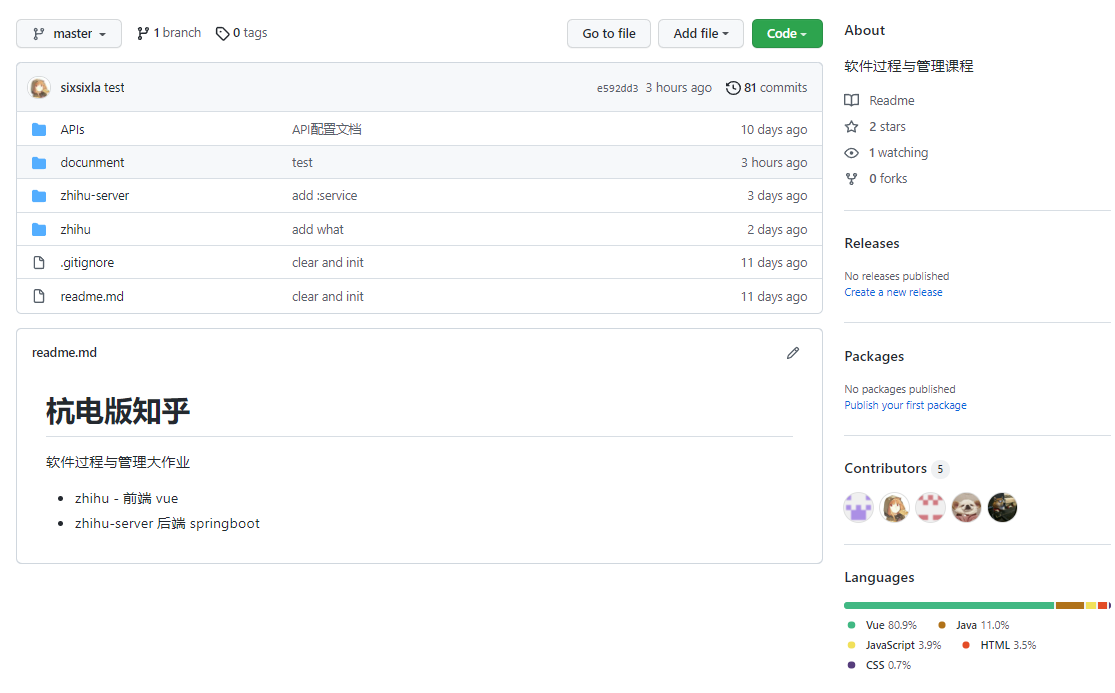 master 1 branch 0 tags Go to file Add file Code
sixsixla test e592dd3 3 hours ago 81 commits
APIs API配置文档 10 days ago
docunment test 3 hours ago
zhihu-server add :service 3 days ago
zhihu add what 2 days ago
.gitignore clear and init 11 days ago
readme.md clear and init 11 days ago
readme.md
杭电版知乎
软件过程与管理大作业
• zhihu - 前端 vue
• zhihu-server 后端 springboot
About
软件过程与管理课程
Readme
2 stars
1 watching
0 forks
Releases
No releases published
Create a new release
Packages
No packages published
Publish your first package
Contributors 5
Languages
Vue 80.9% Java 11.0%
JavaScript 3.9% HTML 3.5%
CSS 0.7%